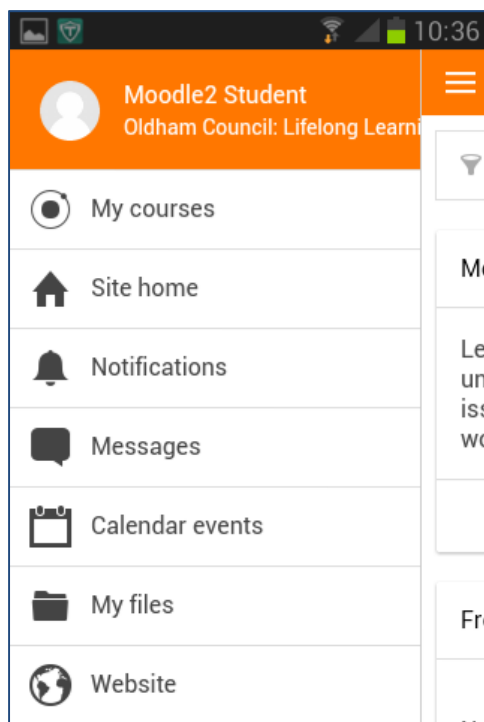 10:36
Moodle2 Student
Oldham Council: Lifelong Learni
My courses
Site home
Notifications
Messages
Calendar events
My files
Website